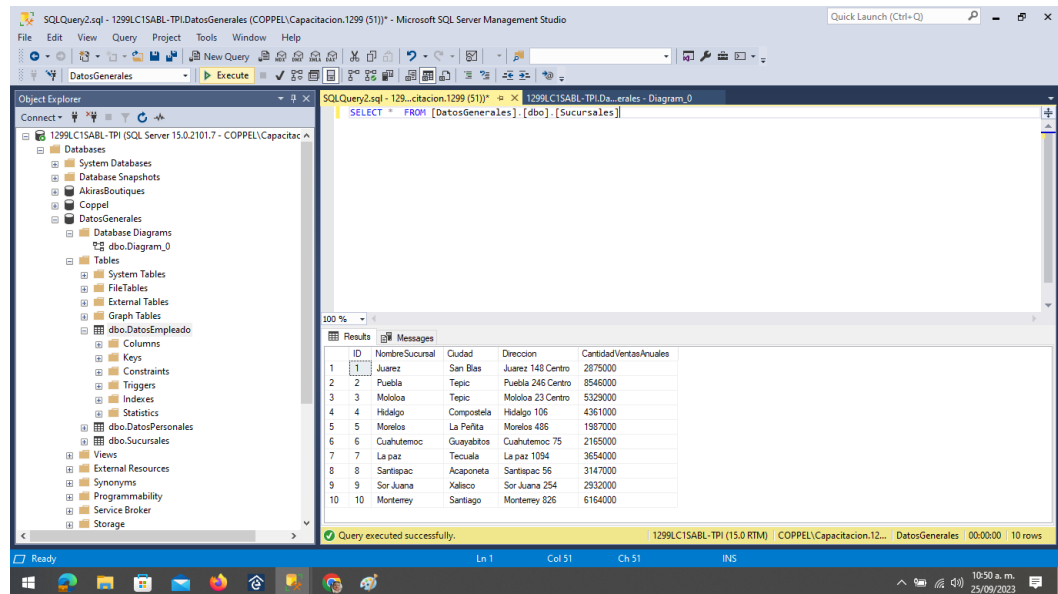 SQLQuery2.sql - 1299LC1SABL-TPI.DatosGenerales (COPPEL\Capacitacion.1299 (51))* - Microsoft SQL Server Management Studio
Quick Launch (Ctrl+Q)
File Edit View Query Project Tools Window Help
New Query
DatosGenerales Execute
Object Explorer
SQLQuery2.sql - 129...citacion.1299 (51))* 1299LC1SABL-TPI.Da...erales - Diagram_0
Connect
SELECT * FROM [DatosGenerales].[dbo].[Sucursales]
1299LC1SABL-TPI (SQL Server 15.0.2101.7 - COPPEL\Capacitac
Databases
System Databases
Database Snapshots
AkirasBoutiques
Coppel
DatosGenerales
Database Diagrams
dbo.Diagram_0
Tables
System Tables
FileTables
External Tables
Graph Tables
dbo.DatosEmpleado
Columns
Keys
Constraints
Triggers
Indexes
Statistics
dbo.DatosPersonales
dbo.Sucursales
Views
External Resources
Synonyms
Programmability
Service Broker
Storage
100 %
Results Messages
ID NombreSucursal Ciudad Direccion CantidadVentasAnuales
1 1 Juarez San Blas Juarez 148 Centro 2875000
2 2 Puebla Tepic Puebla 246 Centro 8546000
3 3 Mololoa Tepic Mololoa 23 Centro 5329000
4 4 Hidalgo Compostela Hidalgo 106 4361000
5 5 Morelos La Peñita Morelos 486 1987000
6 6 Cuahutemoc Guayabitos Cuahutemoc 75 2165000
7 7 La paz Tecuala La paz 1094 3654000
8 8 Santispac Acaponeta Santispac 56 3147000
9 9 Sor Juana Xalisco Sor Juana 254 2932000
10 10 Monterrey Santiago Monterrey 826 6164000
Query executed successfully. 1299LC1SABL-TPI (15.0 RTM) COPPEL\Capacitacion.12... DatosGenerales 00:00:00 10 rows
Ready Ln 1 Col 51 Ch 51 INS
10:50 a. m.
25/09/2023